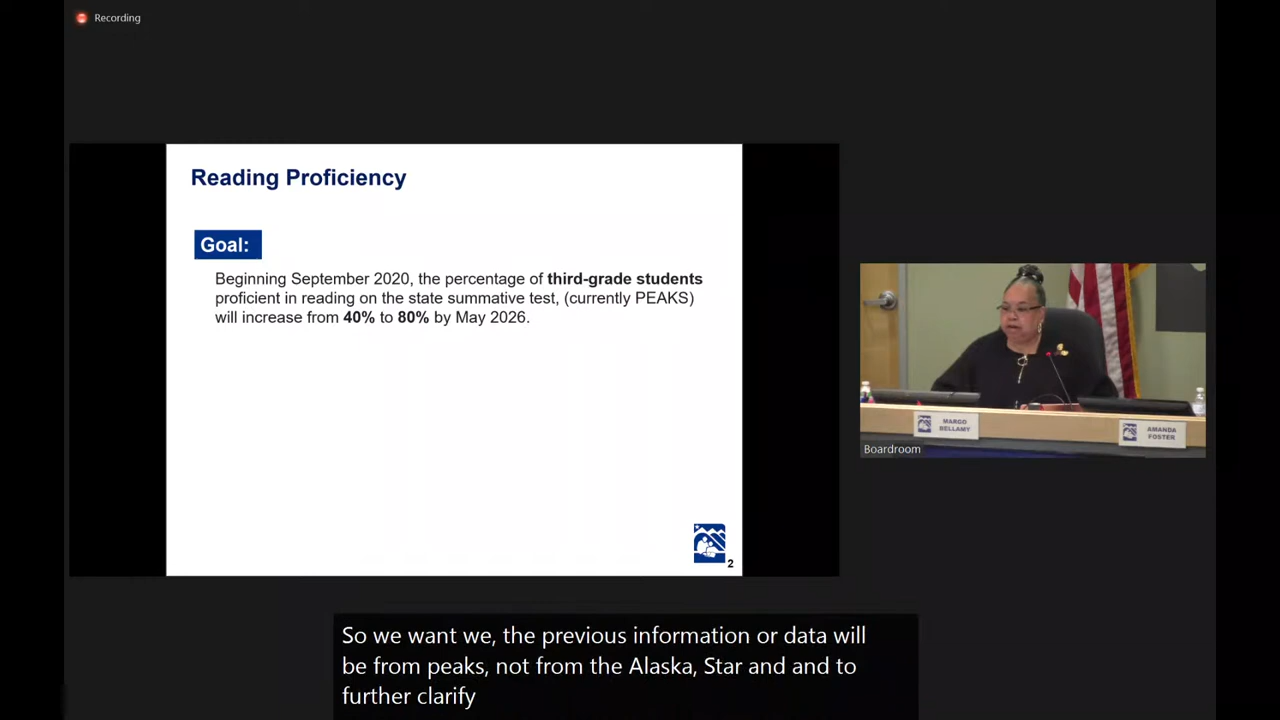 Recording
Reading Proficiency
Goal:
Beginning September 2020, the percentage of third-grade students
proficient in reading on the state summative test, (currently PEAKS)
will increase from 40% to 80% by May 2026.
2
MARGO
BELLAMY
AMANDA
FOSTER
Boardroom
So we want we, the previous information or data will
be from peaks, not from the Alaska, Star and and to
further clarify